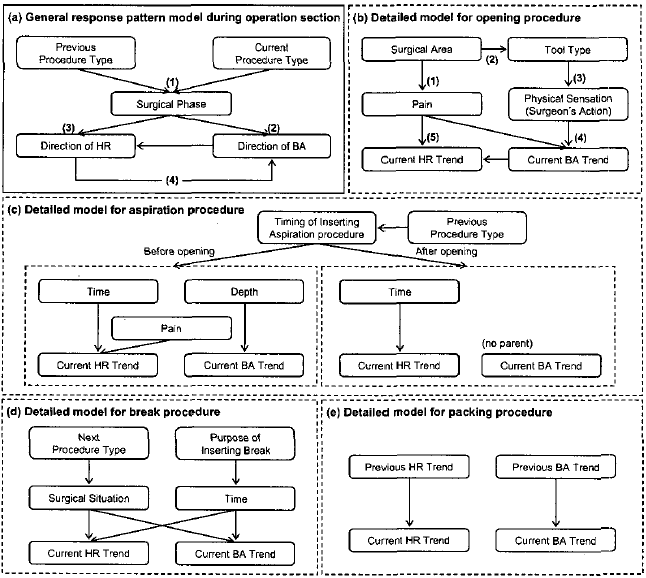 (a) General response pattern model during operation section
Previous
Procedure Type
Current
Procedure Type
(1)
Surgical Phase
(3)
(2)
Direction of HR
Direction of BA
(4)
(b) Detailed model for opening procedure
Surgical Area
Tool Type
(2)
(1)
(3)
Pain
Physical Sensation
(Surgeon's Action)
(5)
(4)
Current HR Trend
Current BA Trend
(c) Detailed model for aspiration procedure
Timing of Inserting
Aspiration procedure
Previous
Procedure Type
Before opening
After opening
Time
Depth
Pain
Current HR Trend
Current BA Trend
Time
(no parent)
Current HR Trend
Current BA Trend
(d) Detailed model for break procedure
Next
Procedure Type
Purpose of
Inserting Break
Surgical Situation
Time
Current HR Trend
Current BA Trend
(e) Detailed model for packing procedure
Previous HR Trend
Previous BA Trend
Current HR Trend
Current BA Trend